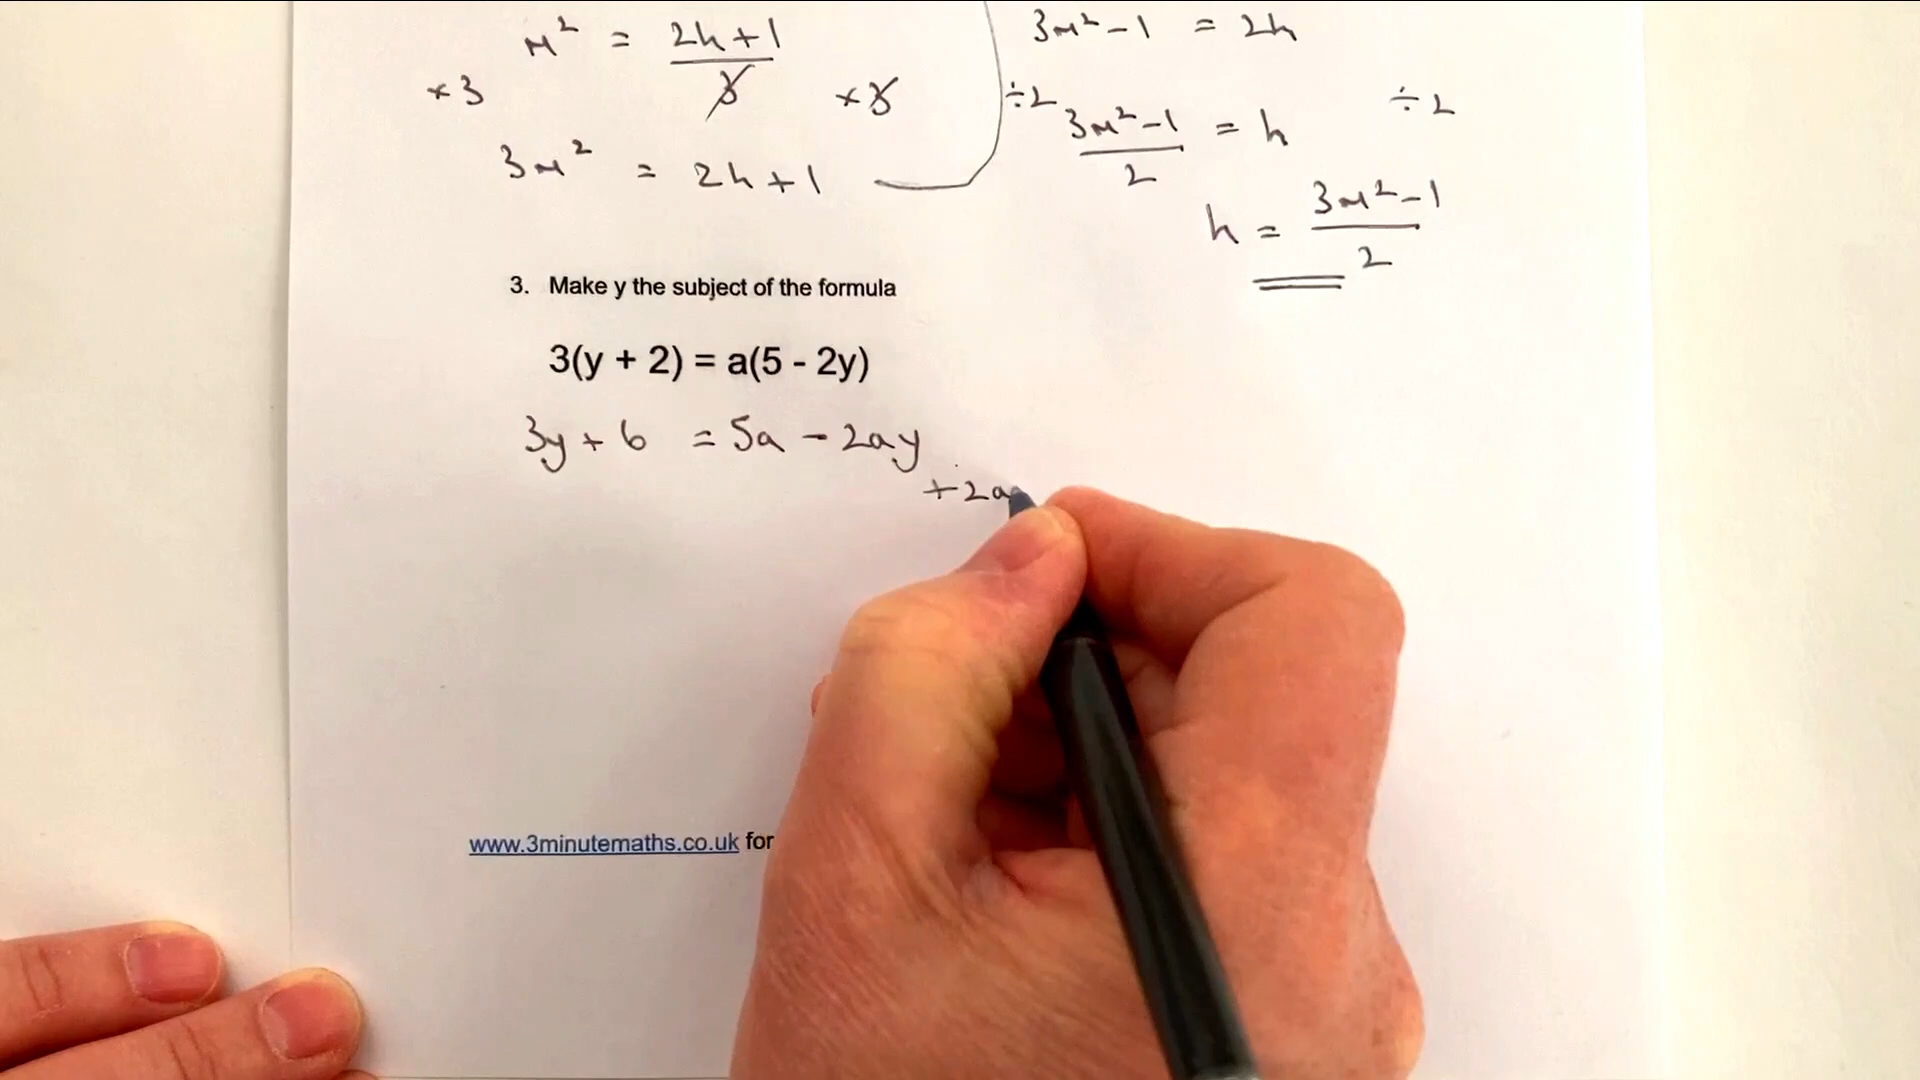 m² = 2h+1
3
×3 ×3
3m² = 2h+1
3m²-1 = 2h
÷2 3m²-1 = h ÷2
2
h = 3m²-1
2
3. Make y the subject of the formula
3(y + 2) = a(5 - 2y)
3y + 6 = 5a - 2ay
+2a
www.3minutemaths.co.uk for